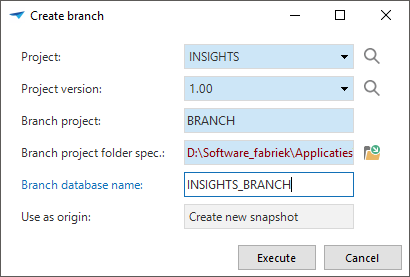 Create branch
Project: INSIGHTS
Project version: 1.00
Branch project: BRANCH
Branch project folder spec.: D:\Software_fabriek\Applicaties
Branch database name: INSIGHTS_BRANCH
Use as origin: Create new snapshot
Execute Cancel